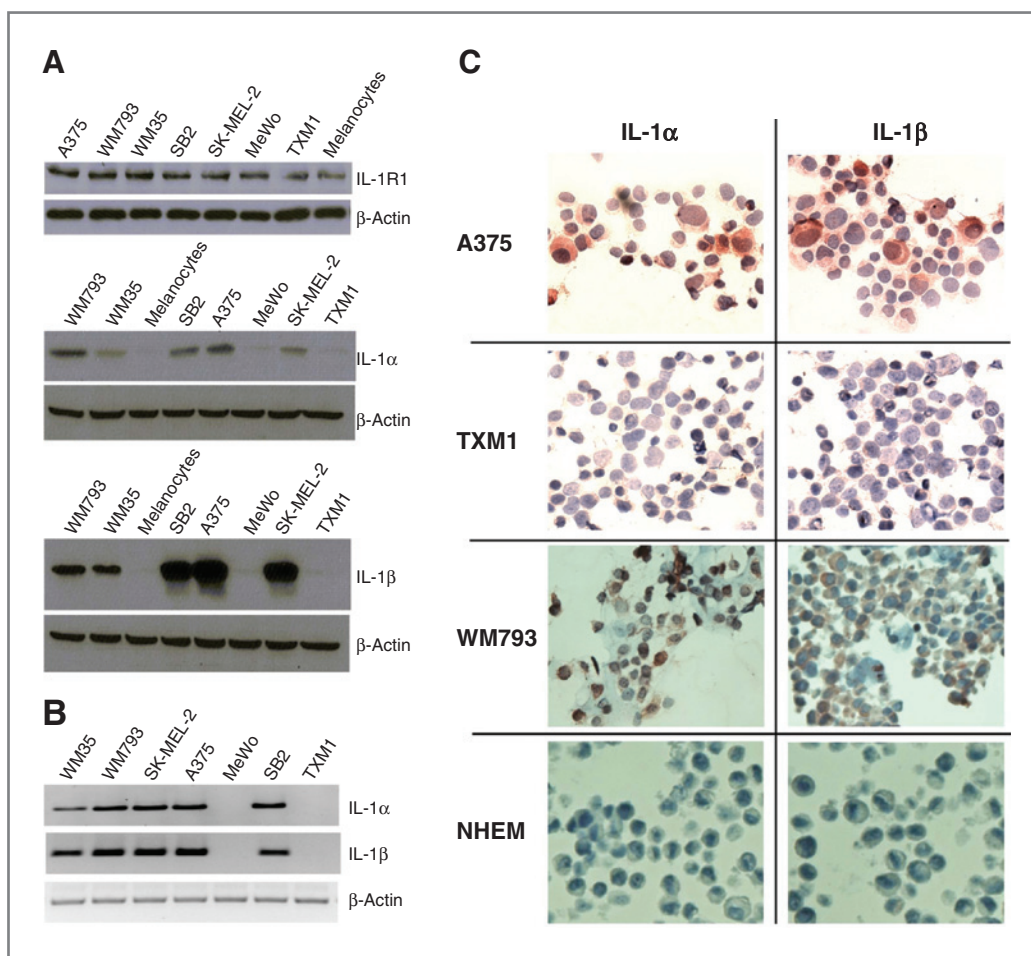 A
A375 WM793 WM35 SB2 SK-MEL-2 MeWo TXM1 Melanocytes
IL-1R1
β-Actin
WM793 WM35 Melanocytes SB2 A375 MeWo SK-MEL-2 TXM1
IL-1α
β-Actin
WM793 WM35 Melanocytes SB2 A375 MeWo SK-MEL-2 TXM1
IL-1β
β-Actin
B
WM35 WM793 SK-MEL-2 A375 MeWo SB2 TXM1
IL-1α
IL-1β
β-Actin
C
IL-1α IL-1β
A375
TXM1
WM793
NHEM